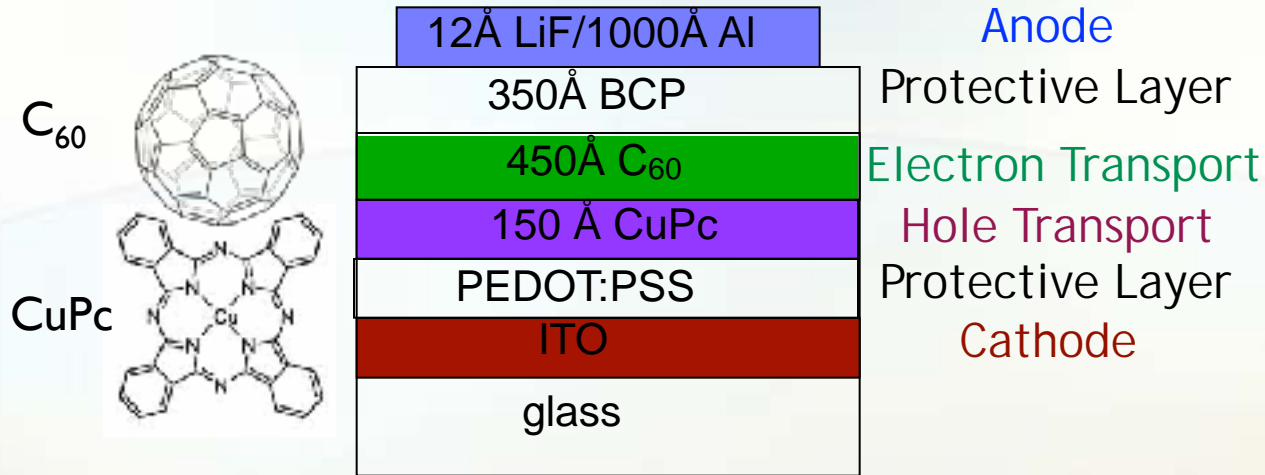 12Å LiF/1000Å Al Anode
350Å BCP Protective Layer
C₆₀ 450Å C₆₀ Electron Transport
150 Å CuPc Hole Transport
CuPc PEDOT:PSS Protective Layer
ITO Cathode
glass
N
N N
N Cu N
N N
N